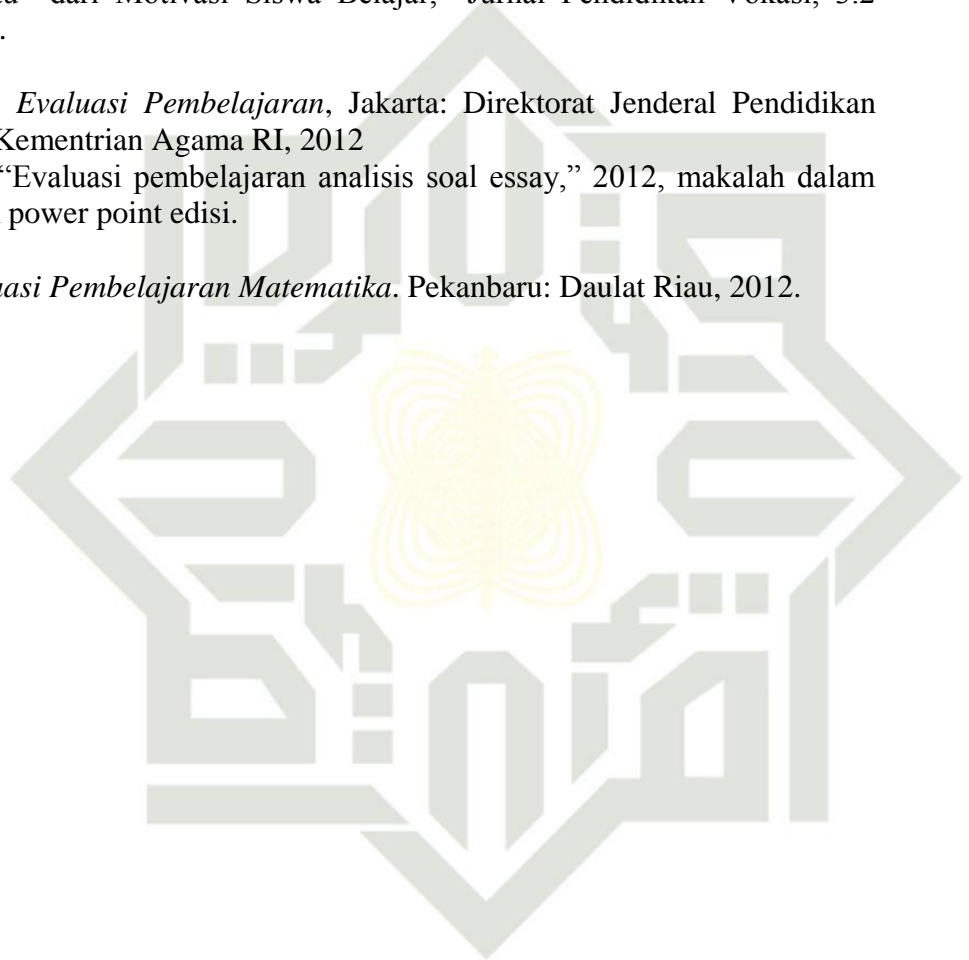 dari Motivasi Siswa Belajar," Jurnal Pendidikan Vokasi, 3.2
.
Evaluasi Pembelajaran, Jakarta: Direktorat Jenderal Pendidikan
Kementrian Agama RI, 2012
“Evaluasi pembelajaran analisis soal essay,” 2012, makalah dalam
power point edisi.
uasi Pembelajaran Matematika. Pekanbaru: Daulat Riau, 2012.